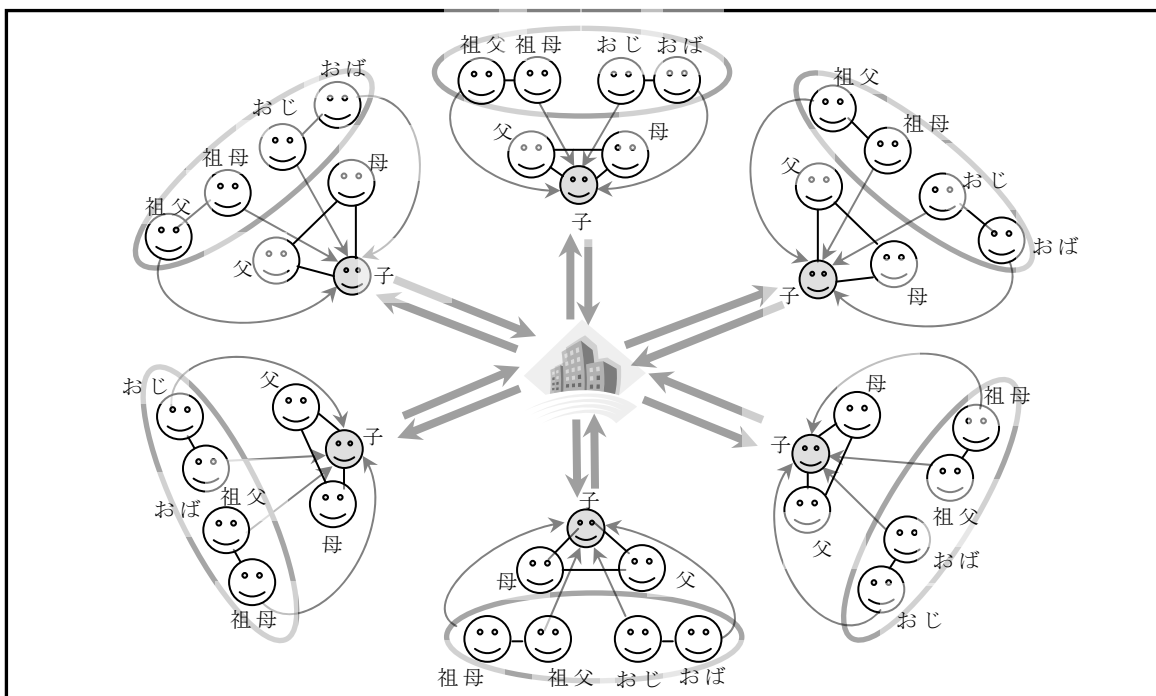 祖父 祖母 おじ おば
父 母
子
おば
おじ
祖母
祖父
母
父 子
祖父
祖母
おじ
おば
父
母
子
おじ
おば
祖父
祖母
父
母
子
子
母 父
祖母 祖父 おじ おば
母
父
子
祖母
祖父
おば
おじ